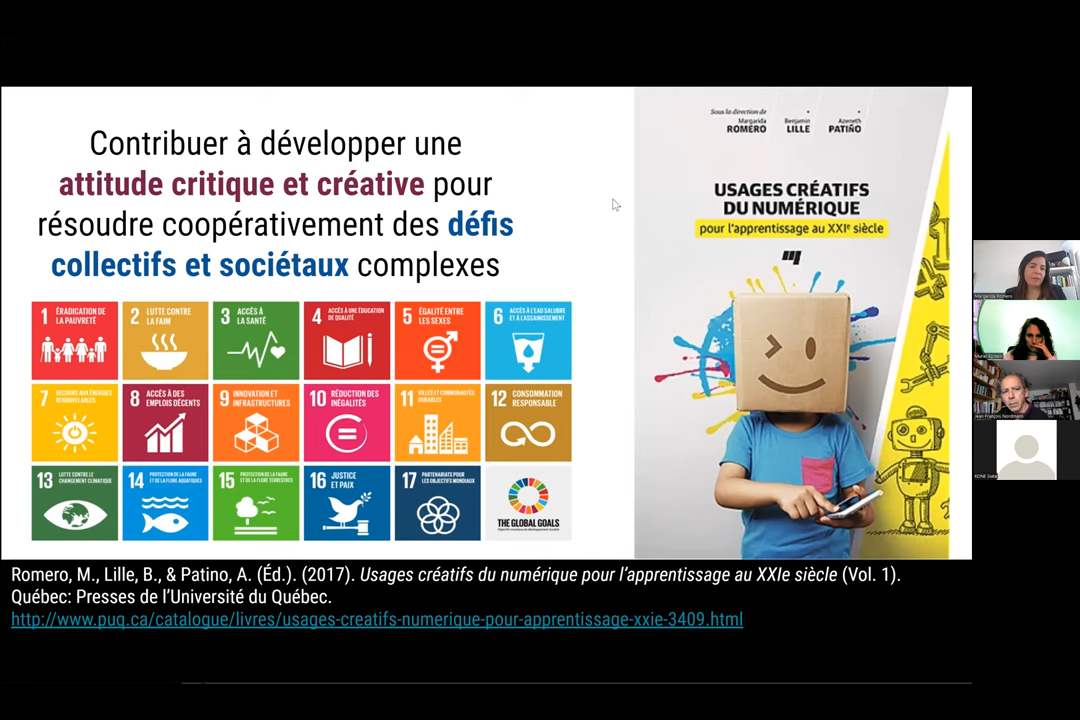 Contribuer à développer une
attitude critique et créative pour
résoudre coopérativement des défis
collectifs et sociétaux complexes
1 ÉRADICATION DE
LA PAUVRETÉ
2 LUTTE CONTRE
LA FAIM
3 ACCÈS À
LA SANTÉ
4 ACCÈS À UNE ÉDUCATION
DE QUALITÉ
5 ÉGALITÉ ENTRE
LES SEXES
6 ACCÈS À L'EAU SALUBRE
ET À L'ASSAINISSEMENT
7 RECOURS AUX ÉNERGIES
RENOUVELABLES
8 ACCÈS À DES
EMPLOIS DÉCENTS
9 INNOVATION ET
INFRASTRUCTURES
10 RÉDUCTION DES
INÉGALITÉS
11 VILLES ET COMMUNAUTÉS
DURABLES
12 CONSOMMATION
RESPONSABLE
13 LUTTE CONTRE LE
CHANGEMENT CLIMATIQUE
14 PROTECTION DE LA FAUNE
ET DE LA FLORE AQUATIQUES
15 PROTECTION DE LA FAUNE
ET DE LA FLORE TERRESTRES
16 JUSTICE
ET PAIX
17 PARTENARIATS POUR
LES OBJECTIFS MONDIAUX
THE GLOBAL GOALS
Sous la direction de
Margarida
ROMERO
Benjamin
LILLE
Azeneth
PATIÑO
USAGES CRÉATIFS
DU NUMÉRIQUE
pour l'apprentissage au XXIe siècle
Romero, M., Lille, B., & Patino, A. (Éd.). (2017). Usages créatifs du numérique pour l'apprentissage au XXIe siècle (Vol. 1).
Québec: Presses de l'Université du Québec.
http://www.puq.ca/catalogue/livres/usages-creatifs-numerique-pour-apprentissage-xxie-3409.html
Margarida Romero
Jean-François Nordmann